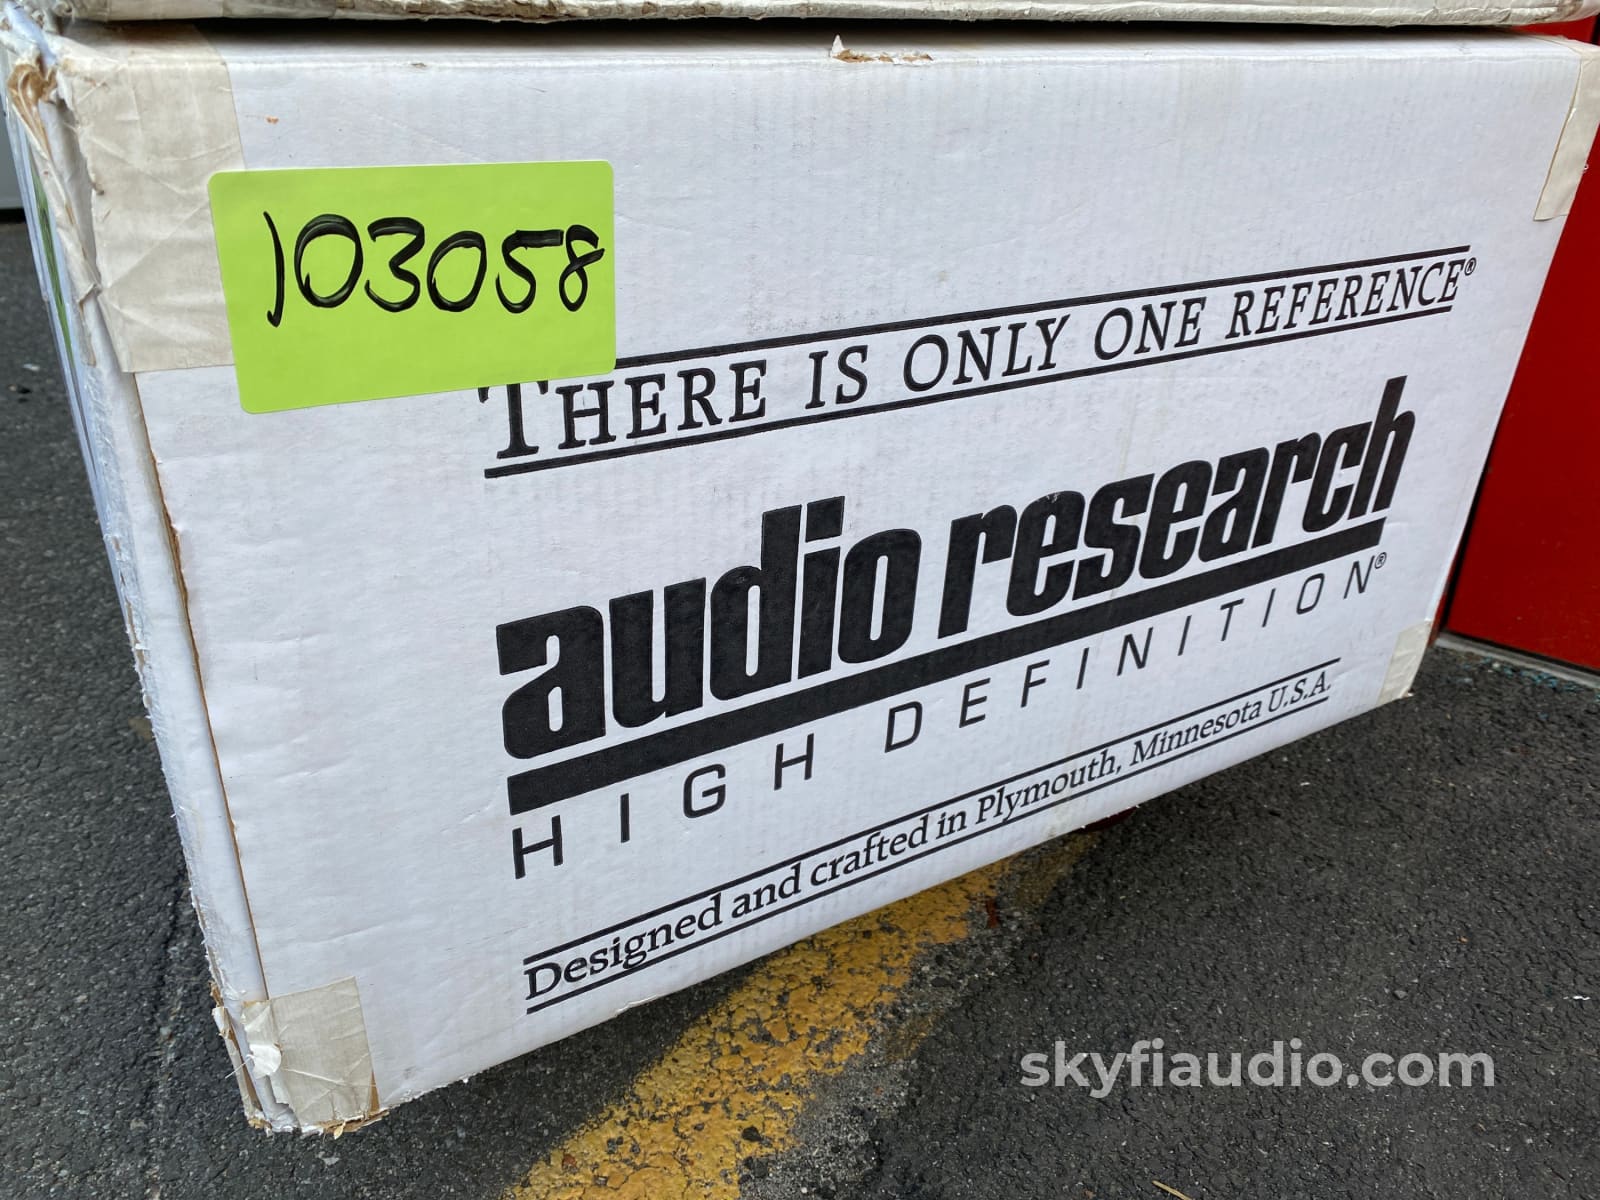 103058
THERE IS ONLY ONE REFERENCE®
audio research
HIGH DEFINITION®
Designed and crafted in Plymouth, Minnesota U.S.A.
skyfiaudio.com